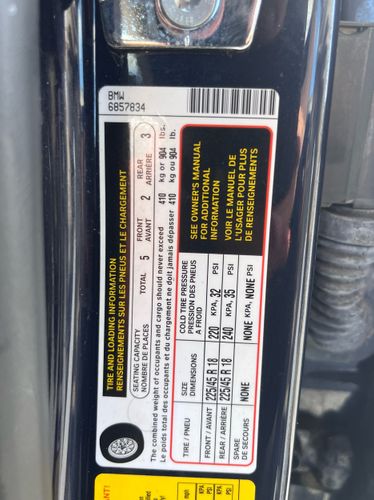 BMW
6857834
TIRE AND LOADING INFORMATION
RENSEIGNEMENTS SUR LES PNEUS ET LE CHARGEMENT
SEATING CAPACITY
NOMBRE DE PLACES
TOTAL 5
FRONT
AVANT 2
REAR
ARRIÈRE 3
The combined weight of occupants and cargo should never exceed 410 kg or 904 lbs.
Le poids total des occupants et du chargement ne doit jamais dépasser 410 kg ou 904 lb.
TIRE / PNEU
SIZE
DIMENSIONS
COLD TIRE PRESSURE
PRESSION DES PNEUS
A FROID
FRONT / AVANT 225/45 R 18 220 KPA, 32 PSI
REAR / ARRIÈRE 225/45 R 18 240 KPA, 35 PSI
SPARE
DE SECOURS NONE NONE KPA, NONE PSI
SEE OWNER'S MANUAL
FOR ADDITIONAL
INFORMATION
VOIR LE MANUEL DE
L'USAGER POUR PLUS
DE RENSEIGNEMENTS